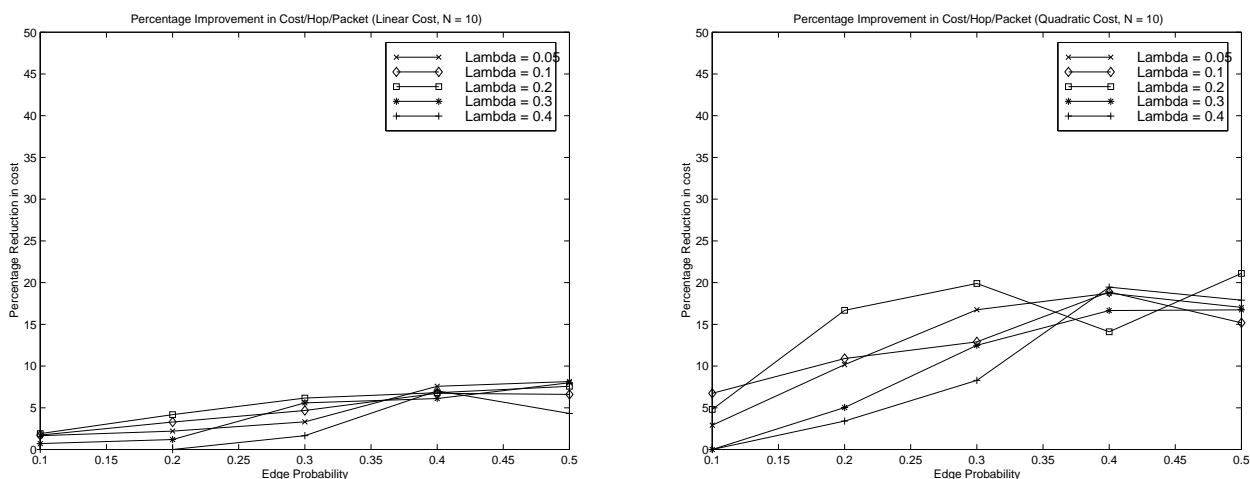 Percentage Improvement in Cost/Hop/Packet (Linear Cost, N = 10)
50
45
40
35
30
25
20
15
10
5
0
Percentage Reduction in cost
Lambda = 0.05
Lambda = 0.1
Lambda = 0.2
Lambda = 0.3
Lambda = 0.4
0.1 0.15 0.2 0.25 0.3 0.35 0.4 0.45 0.5
Edge Probability
Percentage Improvement in Cost/Hop/Packet (Quadratic Cost, N = 10)
50
45
40
35
30
25
20
15
10
5
0
Percentage Reduction in cost
Lambda = 0.05
Lambda = 0.1
Lambda = 0.2
Lambda = 0.3
Lambda = 0.4
0.1 0.15 0.2 0.25 0.3 0.35 0.4 0.45 0.5
Edge Probability